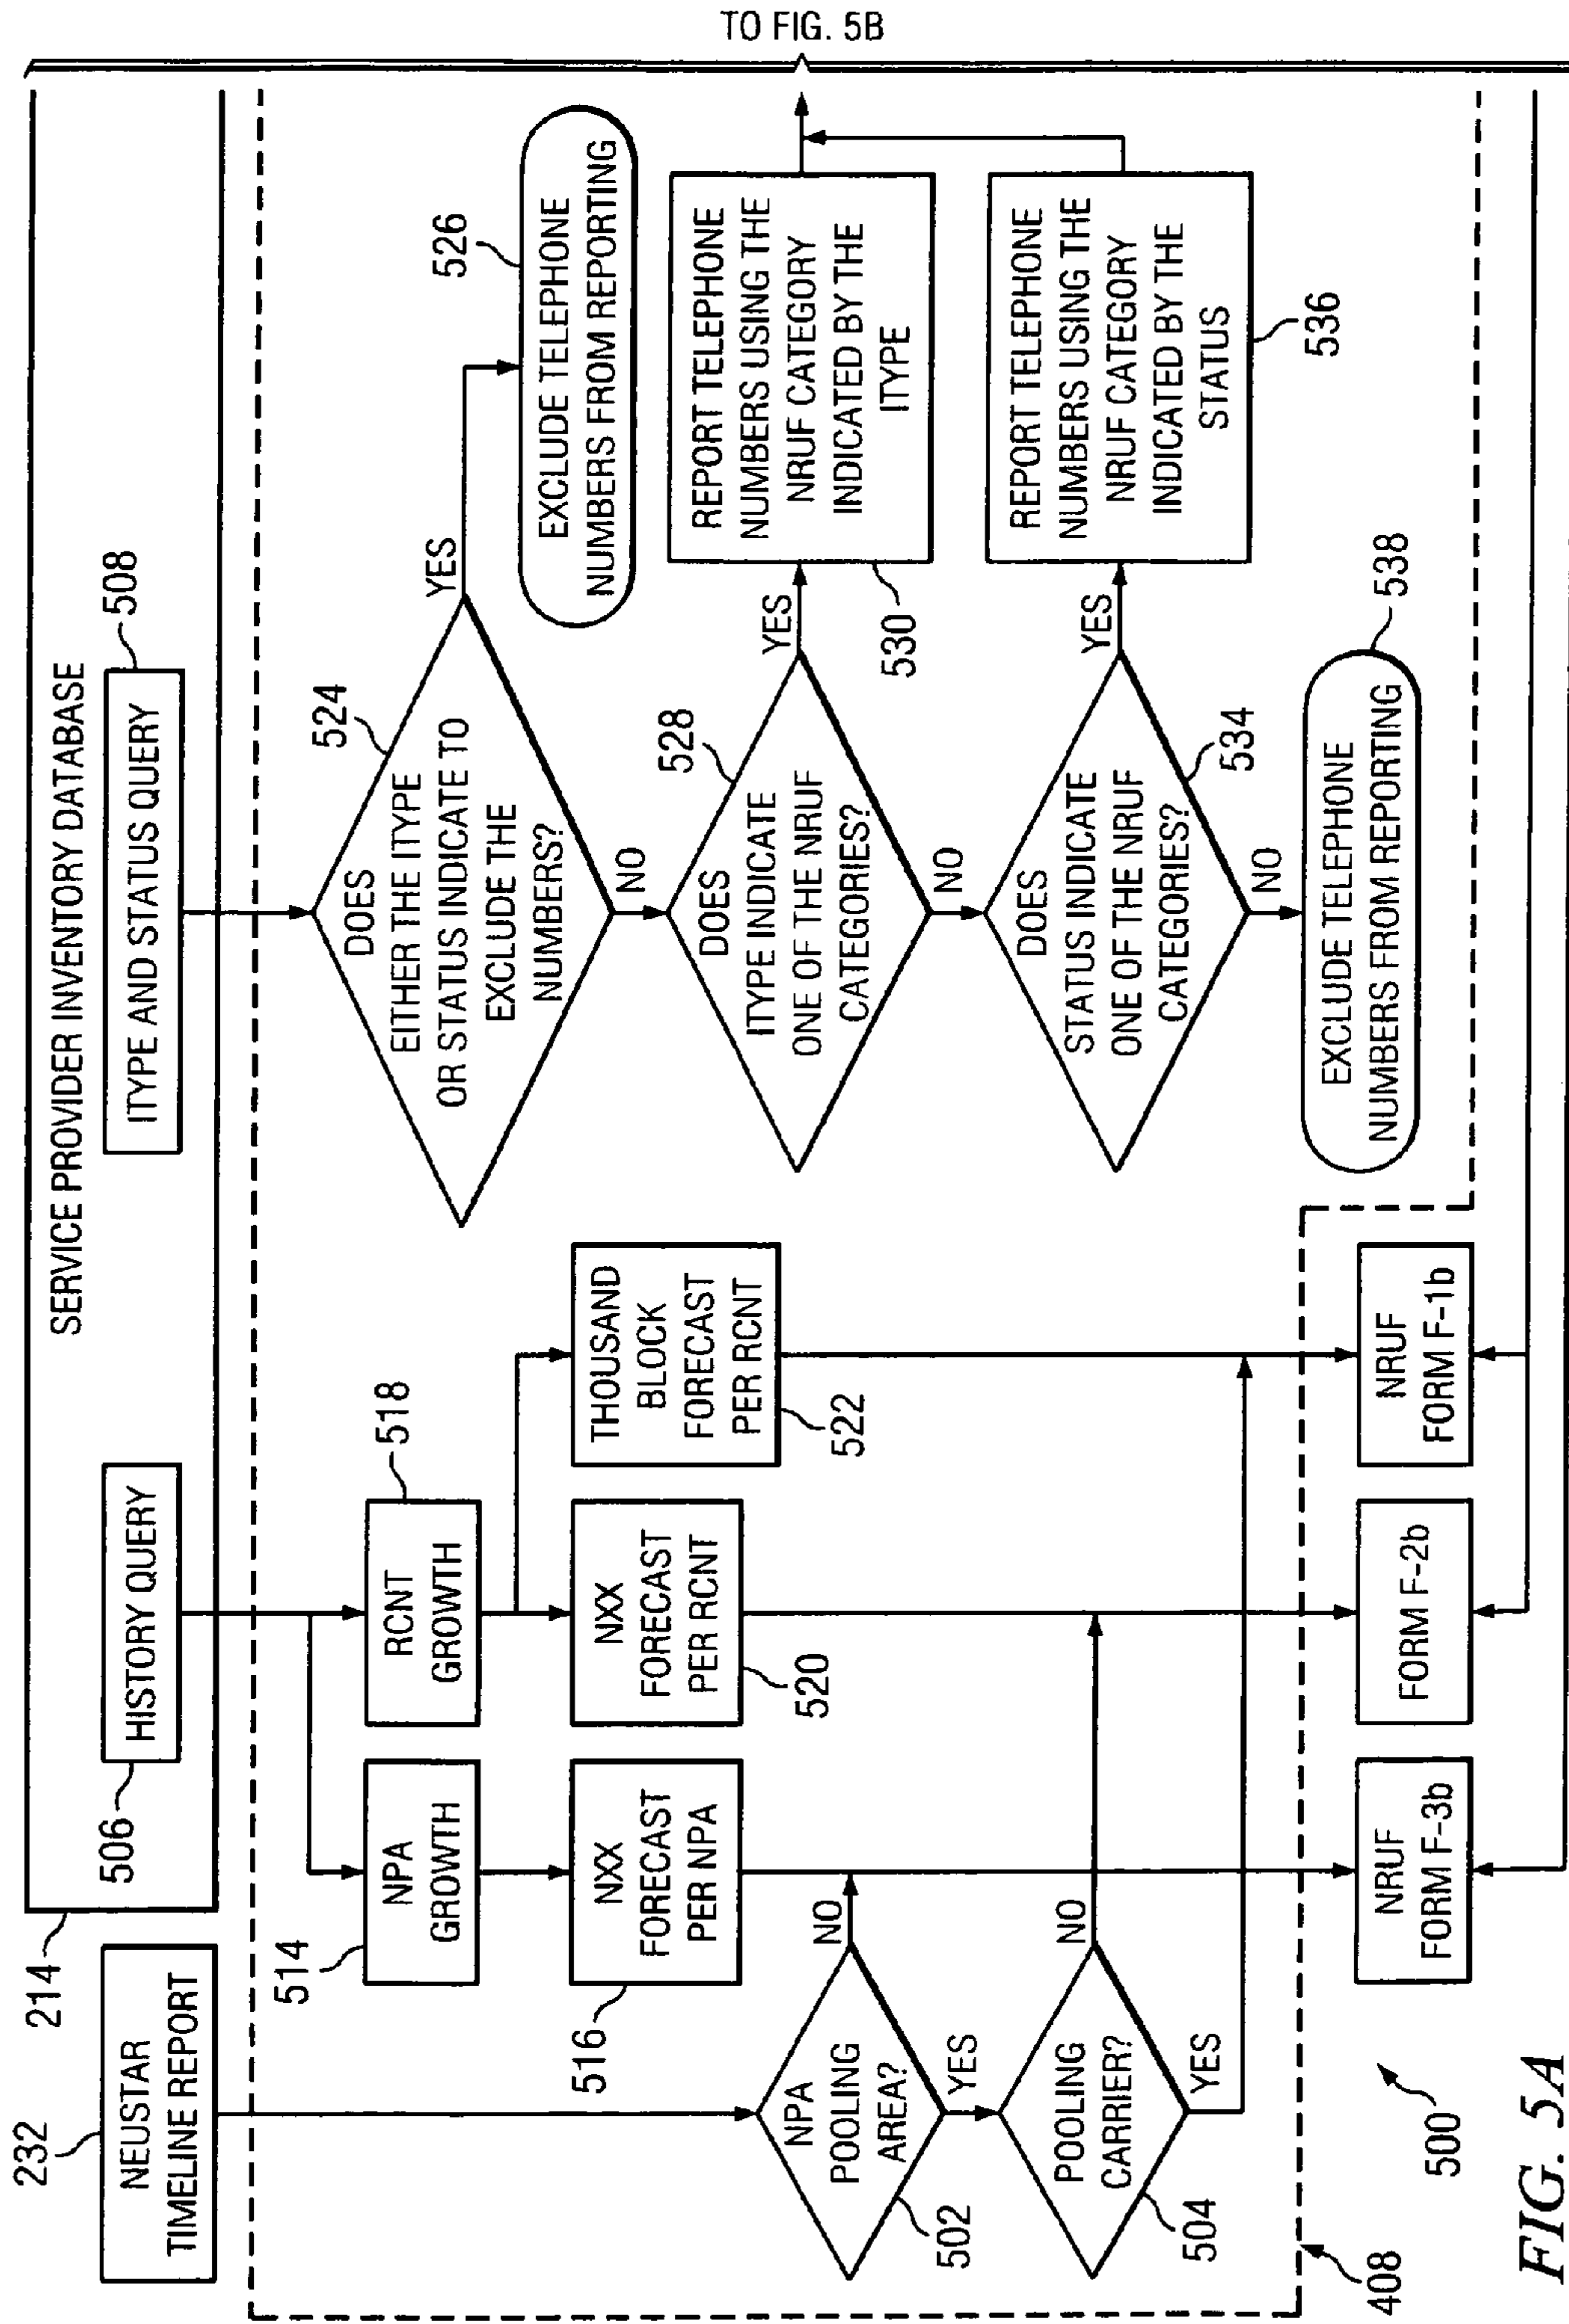 TO FIG. 5B
SERVICE PROVIDER INVENTORY DATABASE
232
NEUSTAR
TIMELINE REPORT
214
506
HISTORY QUERY
ITYPE AND STATUS QUERY
508
514
NPA
GROWTH
RCNT
GROWTH
518
516
NXX
FORECAST
PER NPA
NXX
FORECAST
PER RCNT
520
THOUSAND
BLOCK
FORECAST
PER RCNT
522
NPA
POOLING
AREA?
502
NO
YES
POOLING
CARRIER?
504
NO
YES
524
DOES
EITHER THE ITYPE
OR STATUS INDICATE TO
EXCLUDE THE
NUMBERS?
YES
NO
526
EXCLUDE TELEPHONE
NUMBERS FROM REPORTING
528
DOES
ITYPE INDICATE
ONE OF THE NRUF
CATEGORIES?
YES
NO
530
REPORT TELEPHONE
NUMBERS USING THE
NRUF CATEGORY
INDICATED BY THE
ITYPE
DOES
STATUS INDICATE
ONE OF THE NRUF
CATEGORIES?
534
YES
NO
REPORT TELEPHONE
NUMBERS USING THE
NRUF CATEGORY
INDICATED BY THE
STATUS
536
EXCLUDE TELEPHONE
NUMBERS FROM REPORTING
538
NRUF
FORM F-3b
FORM F-2b
NRUF
FORM F-1b
408
500
FIG. 5A